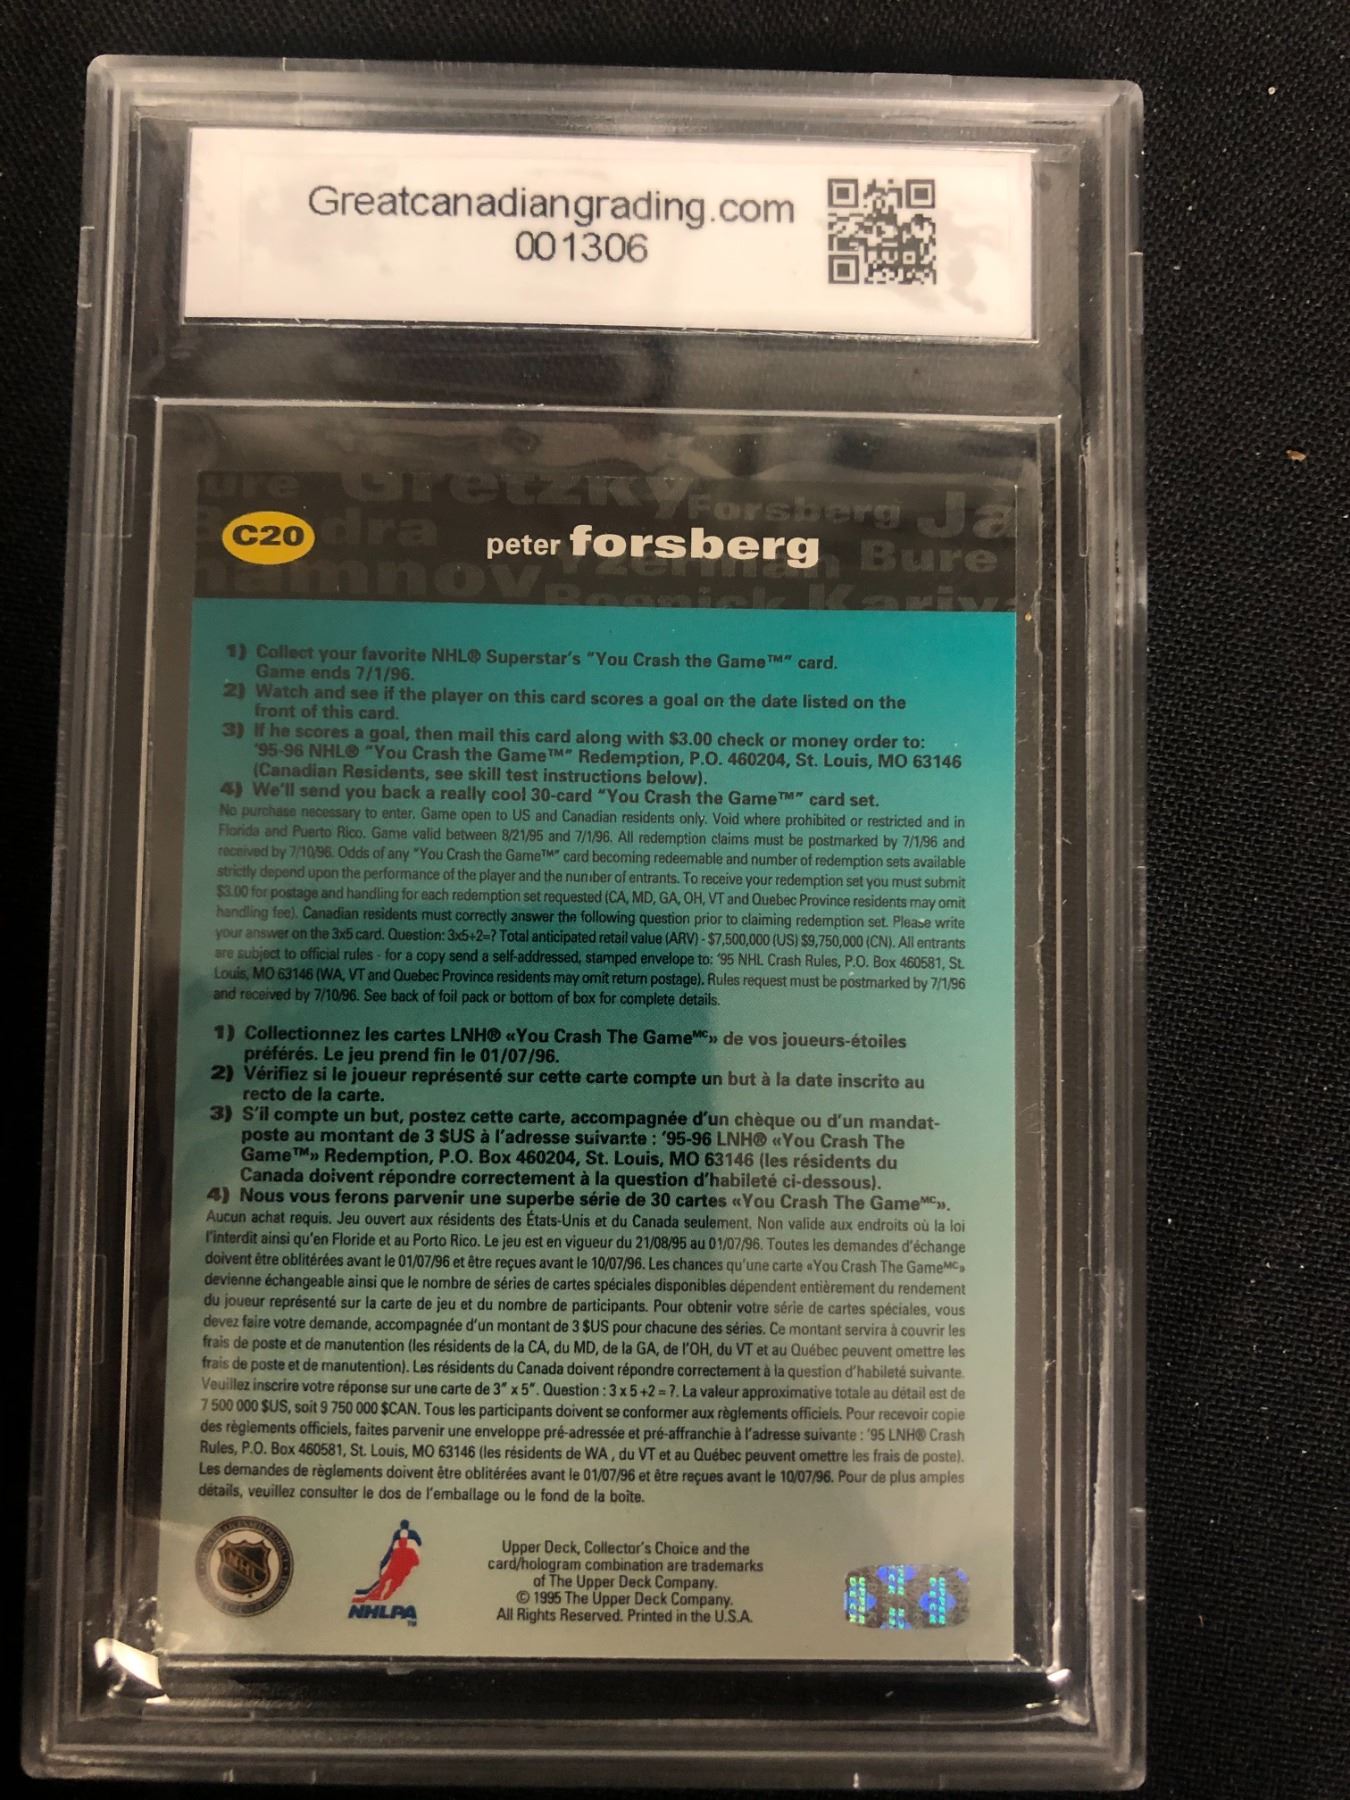 Greatcanadiangrading.com
001306
ure Gretzky Forsberg Ja
C20
dra
peter forsberg
Yzerman Bure
hamnov
Roenick Kariya
1) Collect your favorite NHL® Superstar's "You Crash the Game™" card.
Game ends 7/1/96.
2) Watch and see if the player on this card scores a goal on the date listed on the
front of this card.
3) If he scores a goal, then mail this card along with $3.00 check or money order to:
'95-96 NHL® "You Crash the Game™" Redemption, P.O. 460204, St. Louis, MO 63146
(Canadian Residents, see skill test instructions below).
4) We'll send you back a really cool 30-card "You Crash the Game™" card set.
No purchase necessary to enter. Game open to US and Canadian residents only. Void where prohibited or restricted and in
Florida and Puerto Rico. Game valid between 8/21/95 and 7/1/96. All redemption claims must be postmarked by 7/1/96 and
received by 7/10/96. Odds of any "You Crash the Game™" card becoming redeemable and number of redemption sets available
strictly depend upon the performance of the player and the number of entrants. To receive your redemption set you must submit
$3.00 for postage and handling for each redemption set requested (CA, MD, GA, OH, VT and Quebec Province residents may omit
handling fee). Canadian residents must correctly answer the following question prior to claiming redemption set. Please write
your answer on the 3x5 card. Question: 3x5+2=? Total anticipated retail value (ARV) - $7,500,000 (US) $9,750,000 (CN). All entrants
are subject to official rules - for a copy send a self-addressed, stamped envelope to: '95 NHL Crash Rules, P.O. Box 460581, St.
Louis, MO 63146 (WA, VT and Quebec Province residents may omit return postage). Rules request must be postmarked by 7/1/96
and received by 7/10/96. See back of foil pack or bottom of box for complete details.
1) Collectionnez les cartes LNH® «You Crash The Game MC» de vos joueurs-étoiles
préférés. Le jeu prend fin le 01/07/96.
2) Vérifiez si le joueur représenté sur cette carte compte un but à la date inscrite au
recto de la carte.
3) S'il compte un but, postez cette carte, accompagnée d'un chèque ou d'un mandat-
poste au montant de 3 $US à l'adresse suivante : '95-96 LNH® «You Crash The
Game™» Redemption, P.O. Box 460204, St. Louis, MO 63146 (les résidents du
Canada doivent répondre correctement à la question d'habileté ci-dessous).
4) Nous vous ferons parvenir une superbe série de 30 cartes «You Crash The Game MC».
Aucun achat requis. Jeu ouvert aux résidents des États-Unis et du Canada seulement. Non valide aux endroits où la loi
l'interdit ainsi qu'en Floride et au Porto Rico. Le jeu est en vigueur du 21/08/95 au 01/07/96. Toutes les demandes d'échange
doivent être oblitérées avant le 01/07/96 et être reçues avant le 10/07/96. Les chances qu'une carte «You Crash The Game MC»
devienne échangeable ainsi que le nombre de séries de cartes spéciales disponibles dépendent entièrement du rendement
du joueur représenté sur la carte de jeu et du nombre de participants. Pour obtenir votre série de cartes spéciales, vous
devez faire votre demande, accompagnée d'un montant de 3 $US pour chacune des séries. Ce montant servira à couvrir les
frais de poste et de manutention (les résidents de la CA, du MD, de la GA, de l'OH, du VT et au Québec peuvent omettre les
frais de poste et de manutention). Les résidents du Canada doivent répondre correctement à la question d'habileté suivante.
Veuillez inscrire votre réponse sur une carte de 3" x 5". Question : 3 x 5 +2 = ?. La valeur approximative totale au détail est de
7 500 000 $US, soit 9 750 000 $CAN. Tous les participants doivent se conformer aux règlements officiels. Pour recevoir copie
des règlements officiels, faites parvenir une enveloppe pré-adressée et pré-affranchie à l'adresse suivante : '95 LNH® Crash
Rules, P.O. Box 460581, St. Louis, MO 63146 (les résidents de WA , du VT et au Québec peuvent omettre les frais de poste).
Les demandes de règlements doivent être oblitérées avant le 01/07/96 et être reçues avant le 10/07/96. Pour de plus amples
détails, veuillez consulter le dos de l'emballage ou le fond de la boîte.
NHL
NHLPA
™
Upper Deck, Collector's Choice and the
card/hologram combination are trademarks
of The Upper Deck Company.
© 1995 The Upper Deck Company.
All Rights Reserved. Printed in the U.S.A.